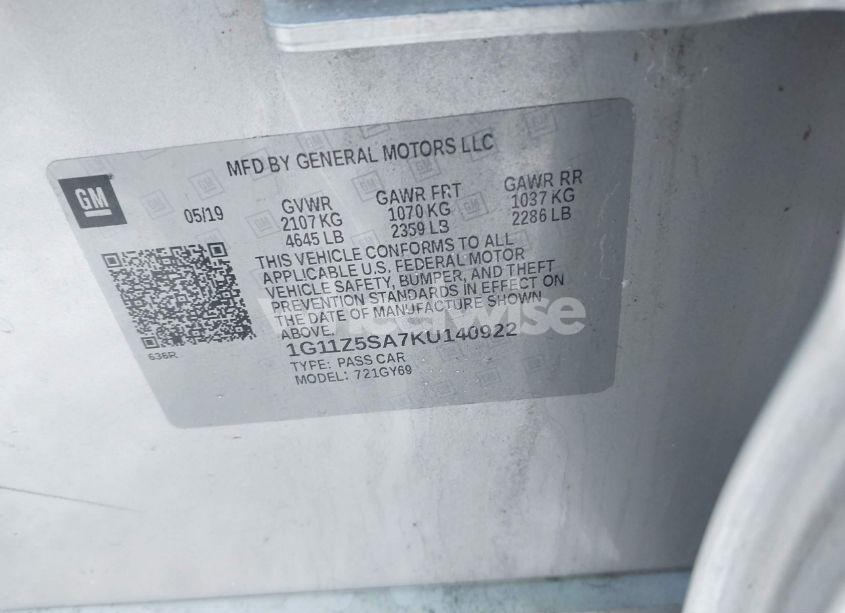 MFD BY GENERAL MOTORS LLC
GM
05/19
GVWR
2107 KG
4645 LB
GAWR FRT
1070 KG
2359 LB
GAWR RR
1037 KG
2286 LB
THIS VEHICLE CONFORMS TO ALL
APPLICABLE U.S. FEDERAL MOTOR
VEHICLE SAFETY, BUMPER, AND THEFT
PREVENTION STANDARDS IN EFFECT ON
THE DATE OF MANUFACTURE SHOWN
ABOVE.
wheelwise
1G11Z5SA7KU140922
TYPE: PASS CAR
MODEL: 721GY69
636R